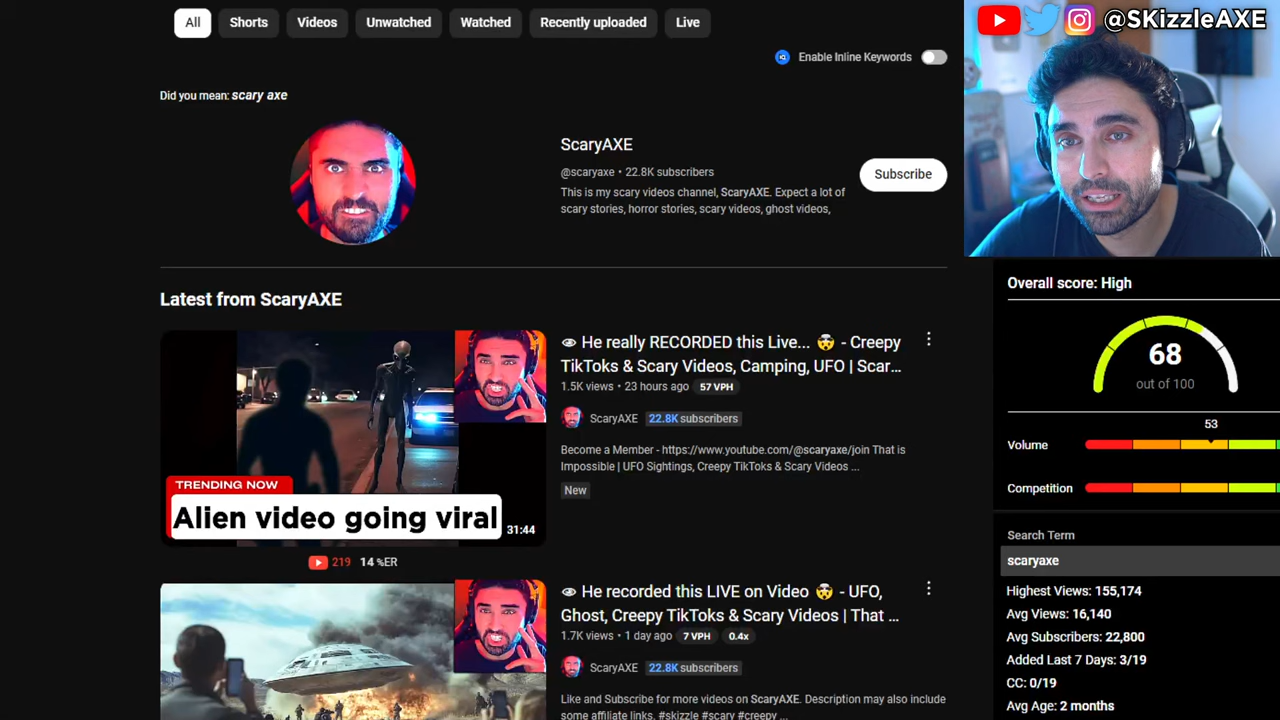 All
Shorts
Videos
Unwatched
Watched
Recently uploaded
Live
@SKizzleAXE
Enable Inline Keywords
Did you mean: scary axe
ScaryAXE
@scaryaxe • 22.8K subscribers
This is my scary videos channel, ScaryAXE. Expect a lot of
scary stories, horror stories, scary videos, ghost videos,
Subscribe
Latest from ScaryAXE
TRENDING NOW
Alien video going viral
31:44
219 14 %ER
He really RECORDED this Live... 🤯 - Creepy
TikToks & Scary Videos, Camping, UFO | Scar...
1.5K views • 23 hours ago 57 VPH
ScaryAXE 22.8K subscribers
Become a Member - https://www.youtube.com/@scaryaxe/join That is
Impossible | UFO Sightings, Creepy TikToks & Scary Videos ...
New
He recorded this LIVE on Video 🤯 - UFO,
Ghost, Creepy TikToks & Scary Videos | That ...
1.7K views • 1 day ago 7 VPH 0.4x
ScaryAXE 22.8K subscribers
Like and Subscribe for more videos on ScaryAXE. Description may also include
some affiliate links. #skizzle #scary #creepy ...
Overall score: High
68
out of 100
53
Volume
Competition
Search Term
scaryaxe
Highest Views: 155,174
Avg Views: 16,140
Avg Subscribers: 22,800
Added Last 7 Days: 3/19
CC: 0/19
Avg Age: 2 months